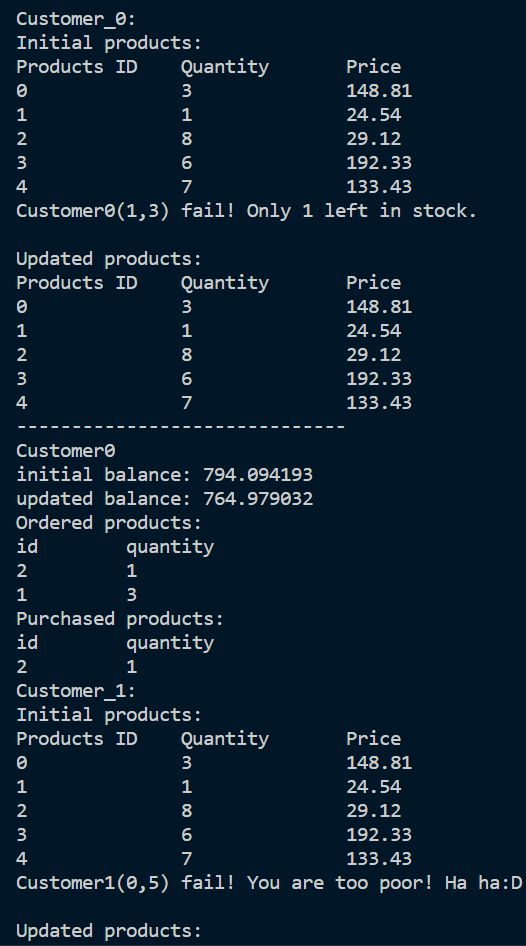 Customer_0:
Initial products:
Products ID    Quantity       Price
0              3              148.81
1              1              24.54
2              8              29.12
3              6              192.33
4              7              133.43
Customer0(1,3) fail! Only 1 left in stock.

Updated products:
Products ID    Quantity       Price
0              3              148.81
1              1              24.54
2              8              29.12
3              6              192.33
4              7              133.43
------------------------------
Customer0
initial balance: 794.094193
updated balance: 764.979032
Ordered products:
id        quantity
2         1
1         3
Purchased products:
id        quantity
2         1
Customer_1:
Initial products:
Products ID    Quantity       Price
0              3              148.81
1              1              24.54
2              8              29.12
3              6              192.33
4              7              133.43
Customer1(0,5) fail! You are too poor! Ha ha:D

Updated products: